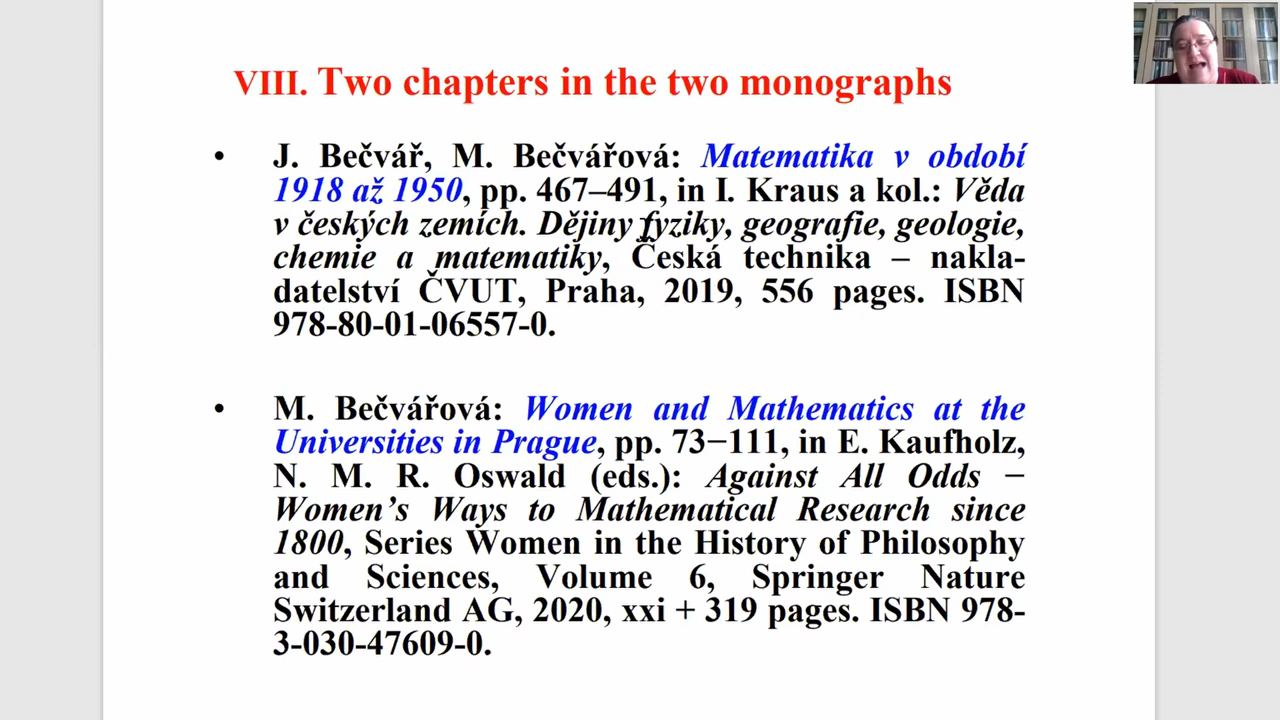 VIII. Two chapters in the two monographs
• J. Bečvář, M. Bečvářová: Matematika v období
1918 až 1950, pp. 467–491, in I. Kraus a kol.: Věda
v českých zemích. Dějiny fyziky, geografie, geologie,
chemie a matematiky, Česká technika – nakla-
datelství ČVUT, Praha, 2019, 556 pages. ISBN
978-80-01-06557-0.
• M. Bečvářová: Women and Mathematics at the
Universities in Prague, pp. 73−111, in E. Kaufholz,
N. M. R. Oswald (eds.): Against All Odds −
Women’s Ways to Mathematical Research since
1800, Series Women in the History of Philosophy
and Sciences, Volume 6, Springer Nature
Switzerland AG, 2020, xxi + 319 pages. ISBN 978-
3-030-47609-0.